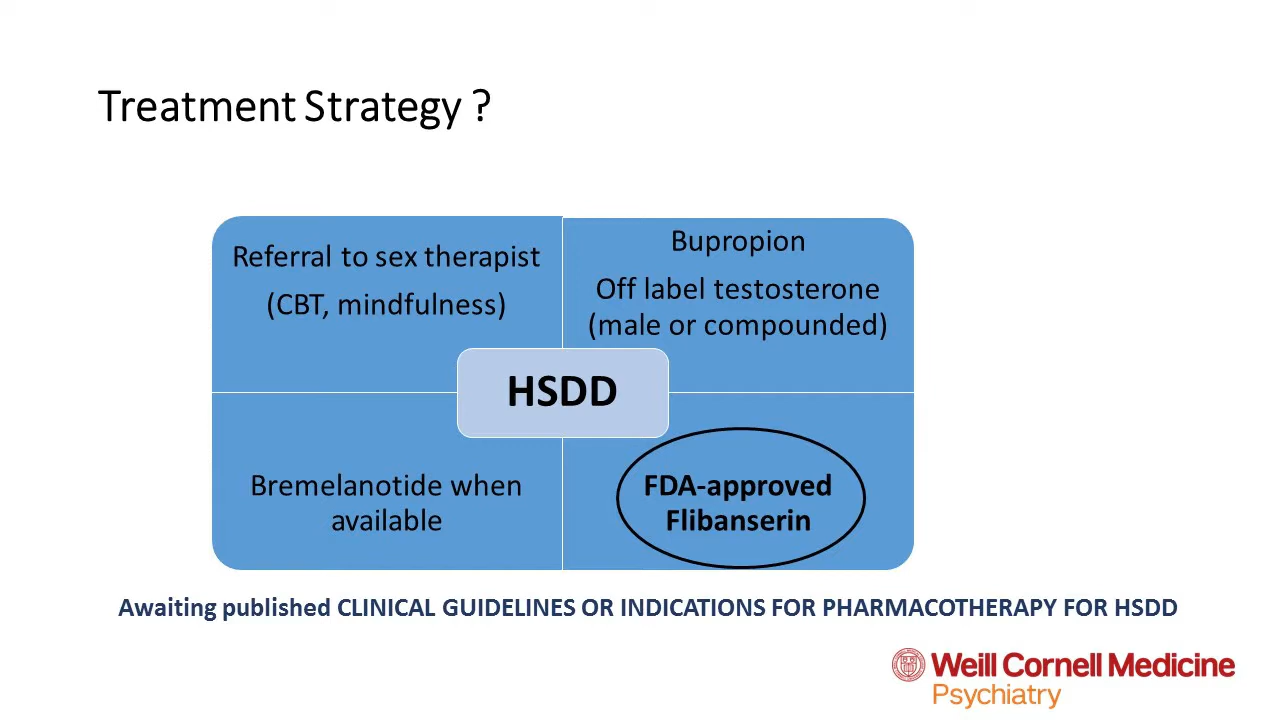 Treatment Strategy ?
Referral to sex therapist
(CBT, mindfulness)
Bupropion
Off label testosterone
(male or compounded)
HSDD
Bremelanotide when
available
FDA-approved
Flibanserin
Awaiting published CLINICAL GUIDELINES OR INDICATIONS FOR PHARMACOTHERAPY FOR HSDD
Weill Cornell Medicine
Psychiatry